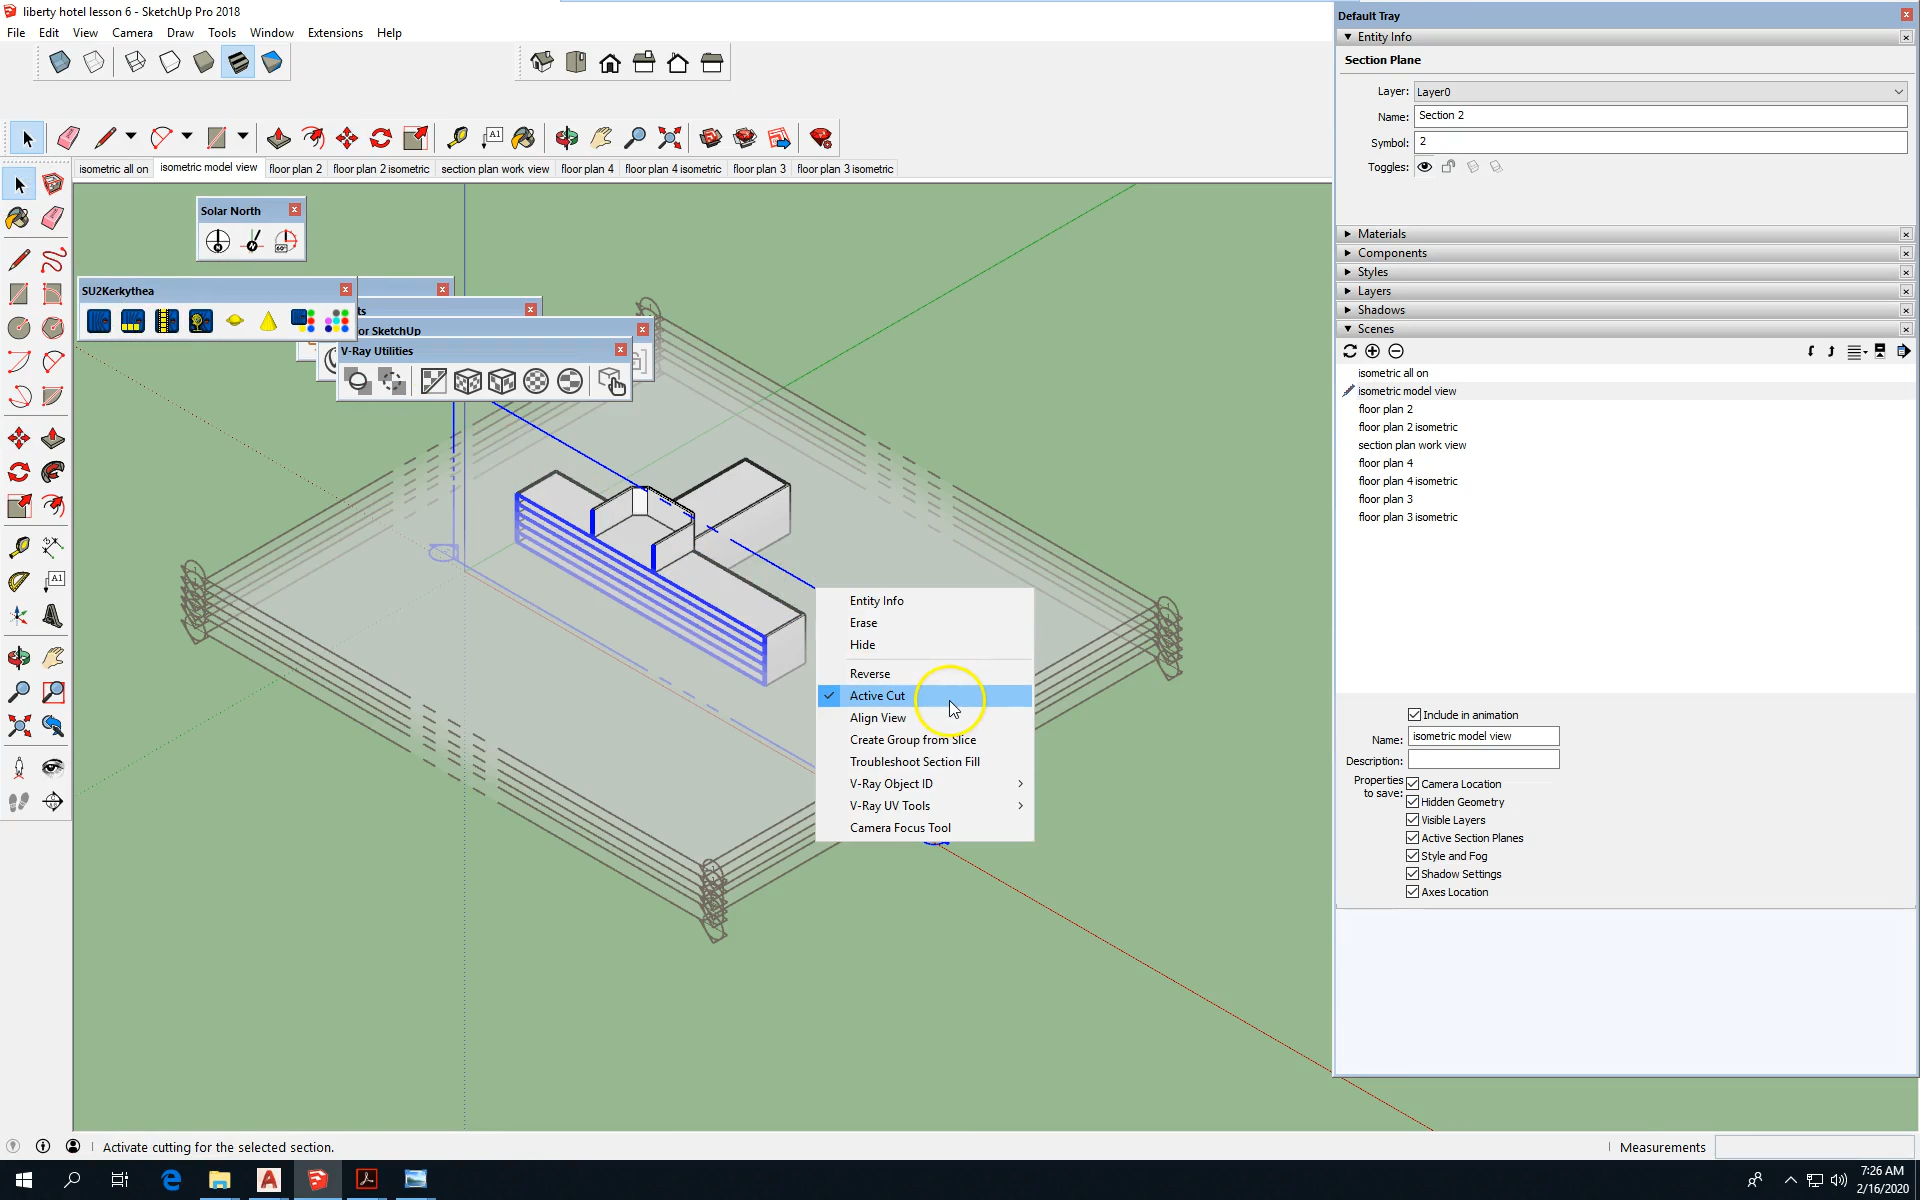 liberty hotel lesson 6 - SketchUp Pro 2018
File Edit View Camera Draw Tools Window Extensions Help
isometric all on isometric model view floor plan 2 floor plan 2 isometric section plan work view floor plan 4 floor plan 4 isometric floor plan 3 floor plan 3 isometric
Solar North
SU2Kerkythea
ts
or SketchUp
V-Ray Utilities
Entity Info
Erase
Hide
Reverse
Active Cut
Align View
Create Group from Slice
Troubleshoot Section Fill
V-Ray Object ID
V-Ray UV Tools
Camera Focus Tool
Default Tray
Entity Info
Section Plane
Layer: Layer0
Name: Section 2
Symbol: 2
Toggles:
Materials
Components
Styles
Layers
Shadows
Scenes
isometric all on
isometric model view
floor plan 2
floor plan 2 isometric
section plan work view
floor plan 4
floor plan 4 isometric
floor plan 3
floor plan 3 isometric
Include in animation
Name: isometric model view
Description:
Properties to save:
Camera Location
Hidden Geometry
Visible Layers
Active Section Planes
Style and Fog
Shadow Settings
Axes Location
Activate cutting for the selected section.
Measurements
7:26 AM
2/16/2020